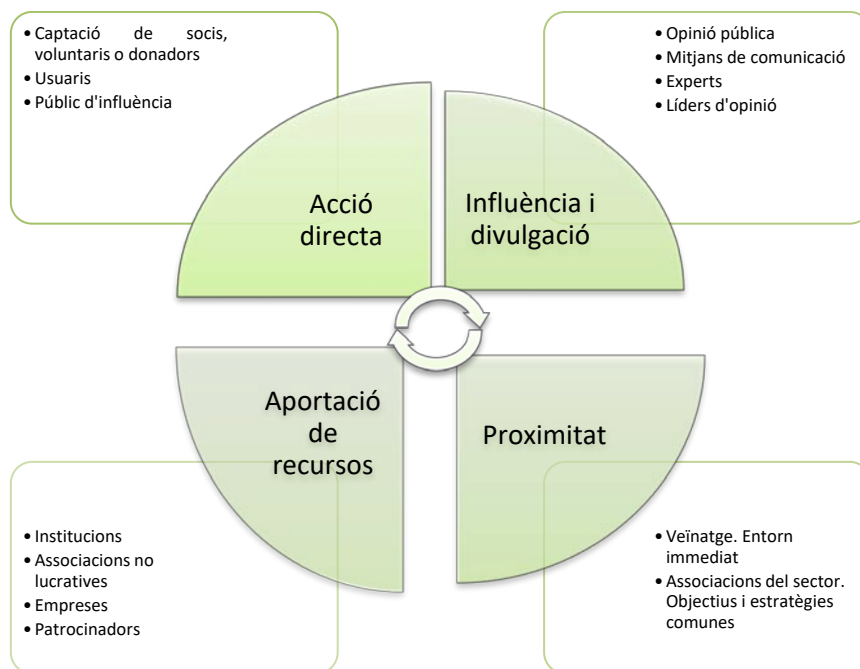 • Captació de socis,
voluntaris o donadors
• Usuaris
• Públic d'influència
• Opinió pública
• Mitjans de comunicació
• Experts
• Líders d'opinió
Acció
directa
Influència i
divulgació
Aportació
de
recursos
Proximitat
• Institucions
• Associacions no
lucratives
• Empreses
• Patrocinadors
• Veïnatge. Entorn
immediat
• Associacions del sector.
Objectius i estratègies
comunes